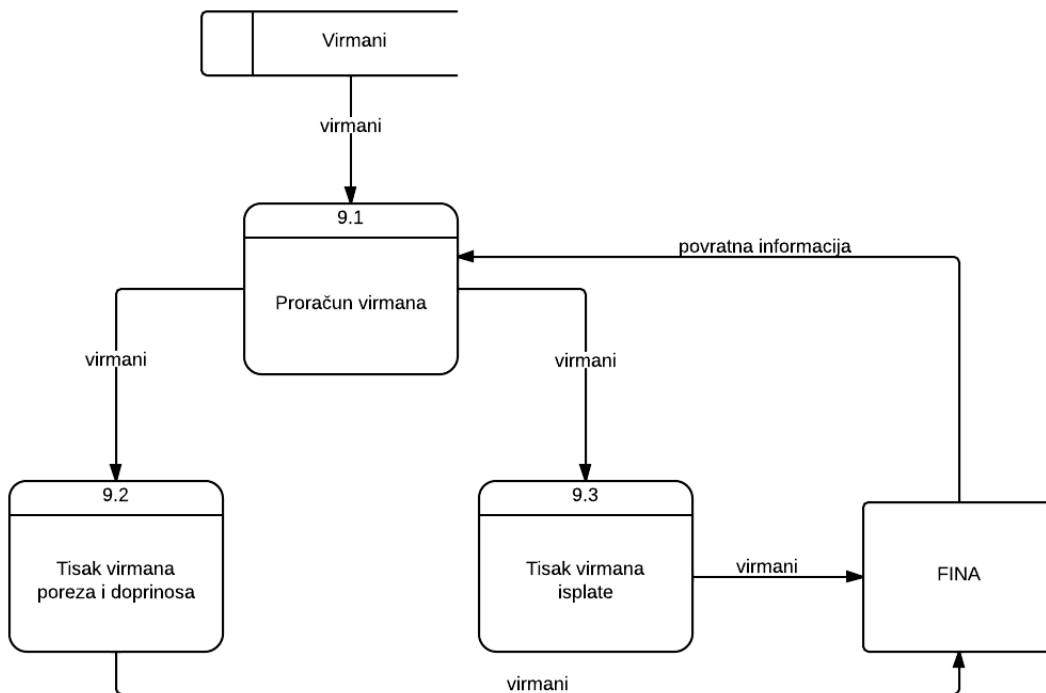 Virmani
virmani
9.1
Proračun virmana
povratna informacija
virmani
virmani
9.2
Tisak virmana
poreza i doprinosa
9.3
Tisak virmana
isplate
virmani
FINA
virmani